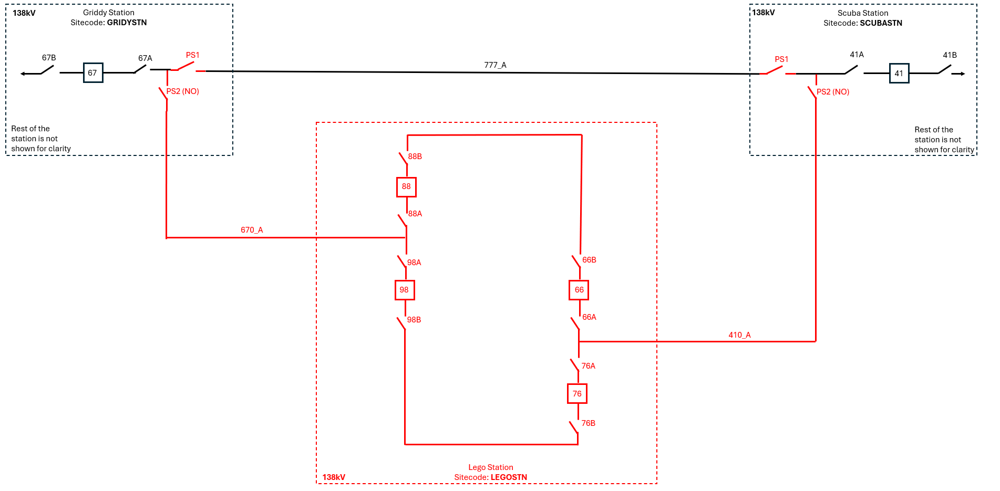 138kV
Griddy Station
Sitecode: GRIDYSTN
67B
67
67A
PS1
PS2 (NO)
Rest of the
station is not
shown for clarity
777_A
138kV
Scuba Station
Sitecode: SCUBASTN
PS1
41A
41
41B
PS2 (NO)
Rest of the
station is not
shown for clarity
88B
88
88A
670_A
98A
98
98B
66B
66
66A
410_A
76A
76
76B
Lego Station
Sitecode: LEGOSTN
138kV